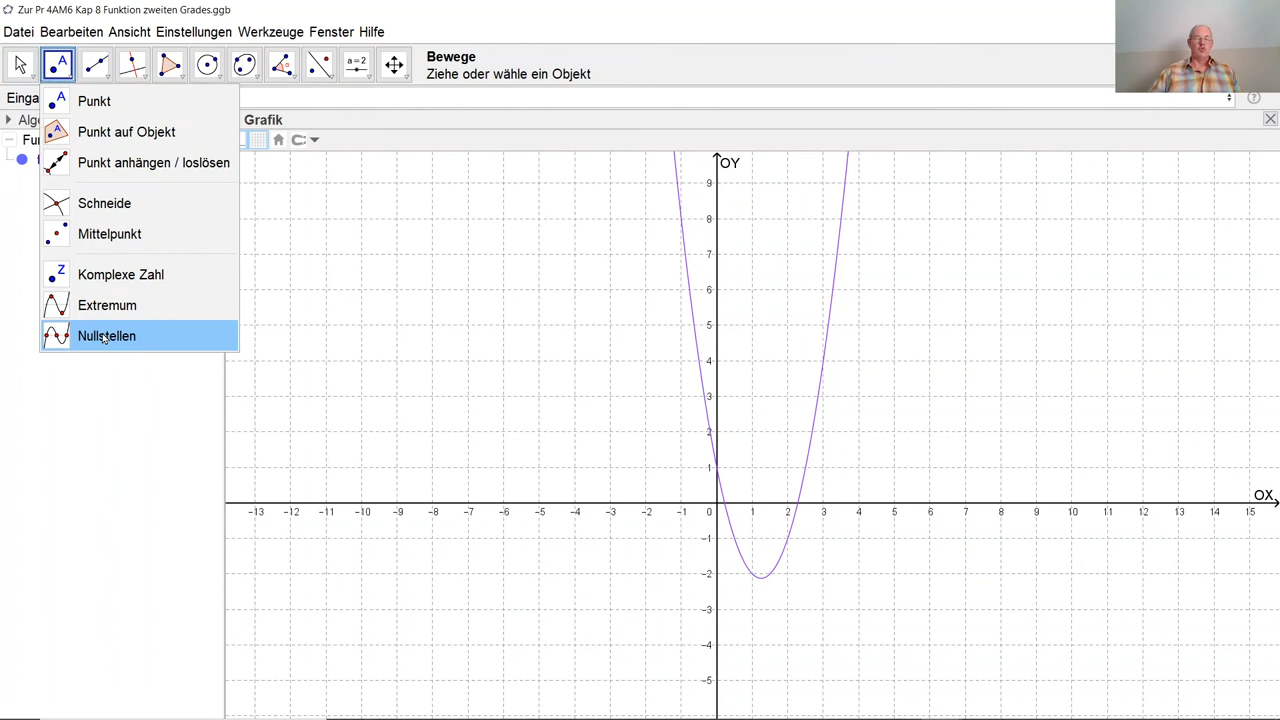 Zur Pr 4AM6 Kap 8 Funktion zweiten Grades.ggb
Datei Bearbeiten Ansicht Einstellungen Werkzeuge Fenster Hilfe
A
a=2
Bewege
Ziehe oder wähle ein Objekt
Einga
A Punkt
Alg
Grafik
A Punkt auf Objekt
Fu
Punkt anhängen / loslösen
Schneide
Mittelpunkt
Z Komplexe Zahl
Extremum
Nullstellen
OY
9
8
7
6
5
4
3
2
1
OX
−13 −12 −11 −10 −9 −8 −7 −6 −5 −4 −3 −2 −1 0 1 2 3 4 5 6 7 8 9 10 11 12 13 14 15
−1
−2
−3
−4
−5